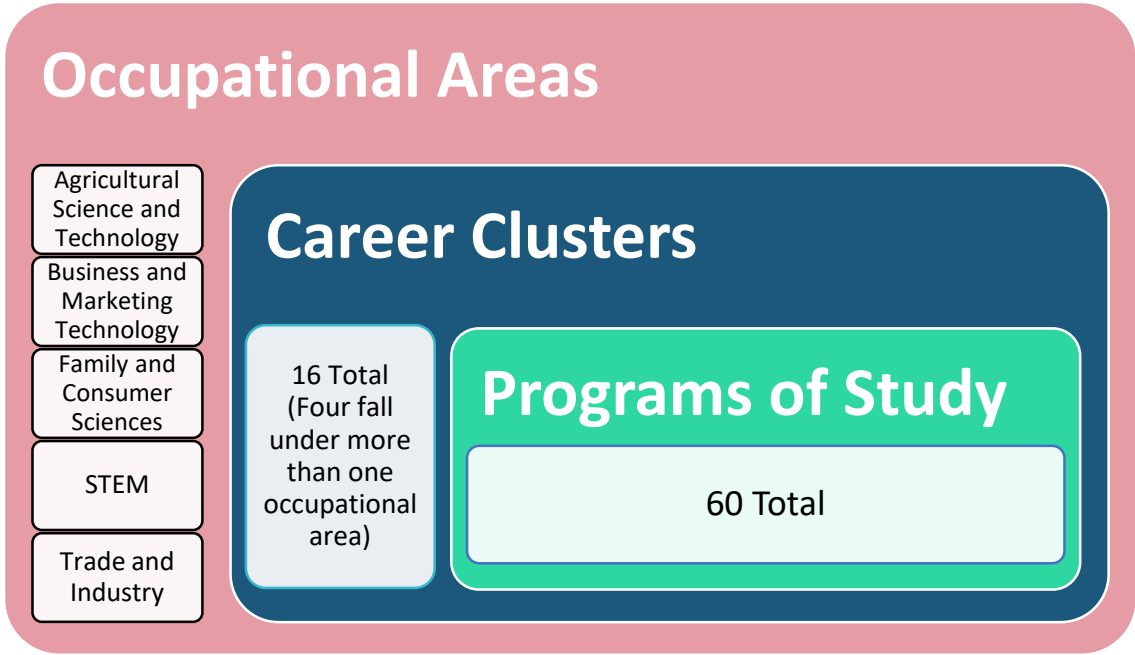 Occupational Areas
Agricultural
Science and
Technology
Business and
Marketing
Technology
Family and
Consumer
Sciences
STEM
Trade and
Industry
Career Clusters
16 Total
(Four fall
under more
than one
occupational
area)
Programs of Study
60 Total